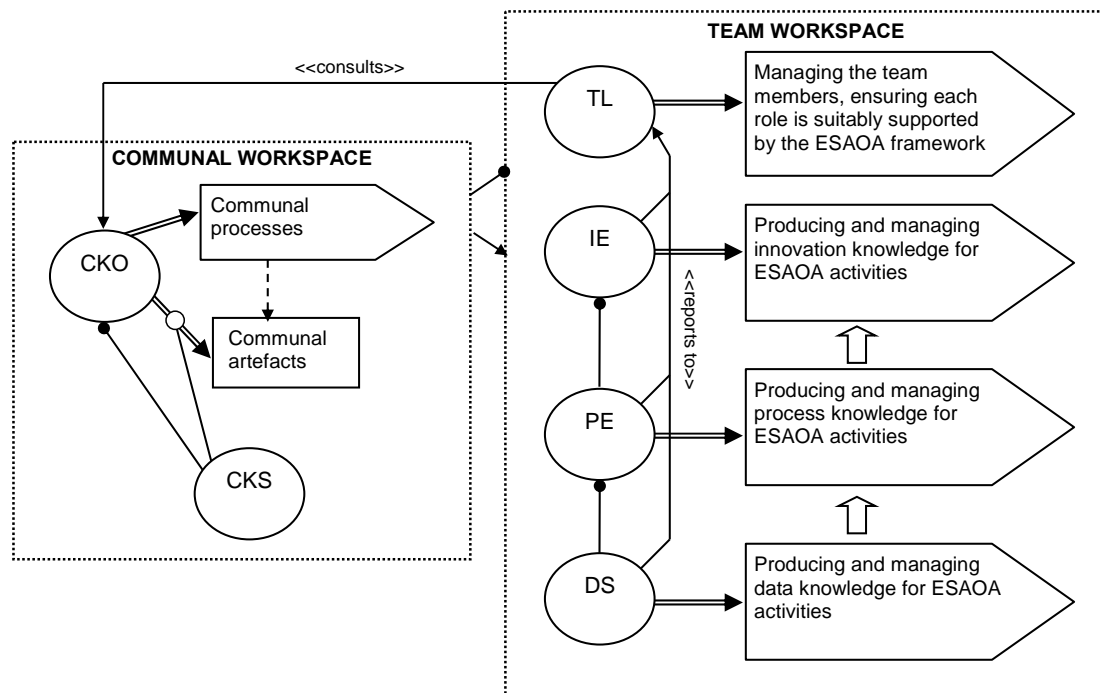 TEAM WORKSPACE
<<consults>>
TL
Managing the team
members, ensuring each
role is suitably supported
by the ESAOA framework
COMMUNAL WORKSPACE
Communal
processes
CKO
Communal
artefacts
CKS
IE
Producing and managing
innovation knowledge for
ESAOA activities
<<reports to>>
PE
Producing and managing
process knowledge for
ESAOA activities
DS
Producing and managing
data knowledge for ESAOA
activities